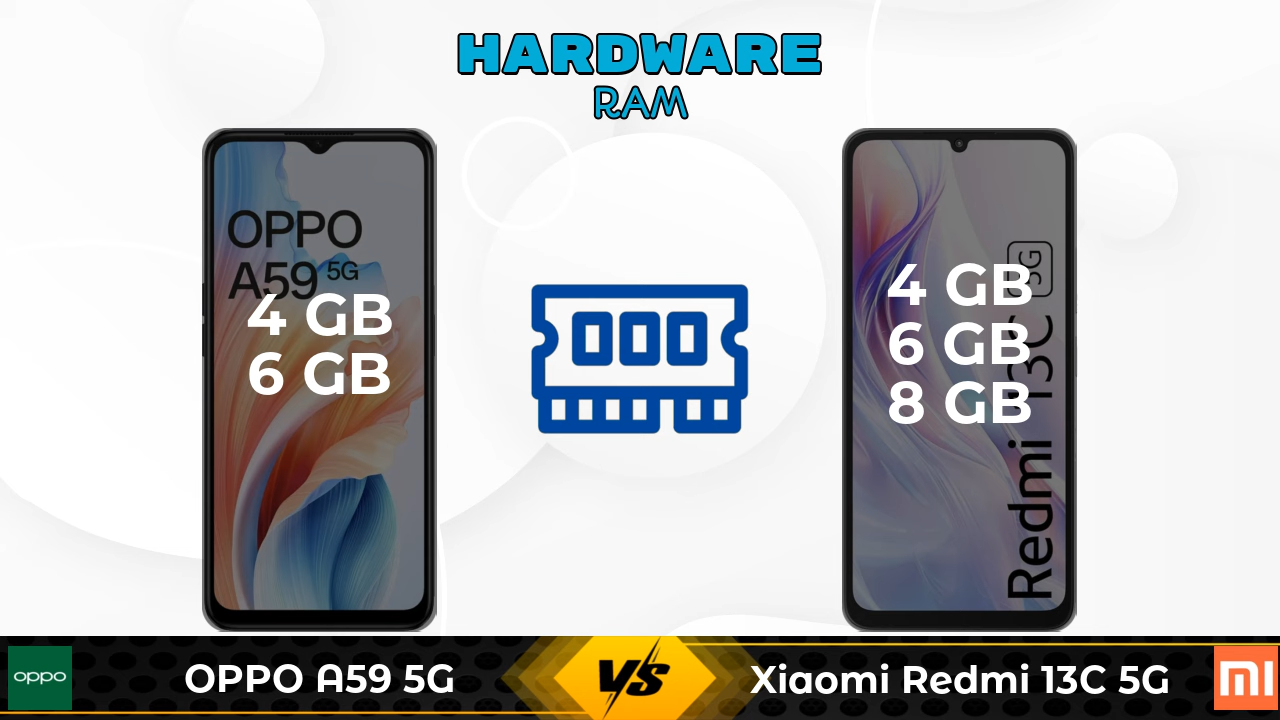 HARDWARE
RAM
OPPO
A59 5G
4 GB
6 GB
Redmi 13C 5G
4 GB
6 GB
8 GB
oppo
OPPO A59 5G
VS
Xiaomi Redmi 13C 5G
mi